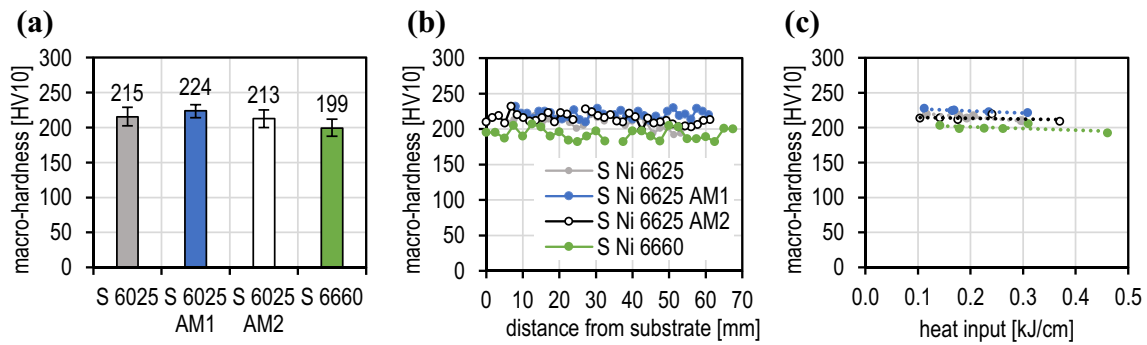 (a)
macro-hardness [HV10]
300
250
200
150
100
50
0
215
224
213
199
S 6025
S 6025
AM1
S 6025
AM2
S 6660
(b)
macro-hardness [HV10]
300
250
200
150
100
50
0
S Ni 6625
S Ni 6625 AM1
S Ni 6625 AM2
S Ni 6660
0 10 20 30 40 50 60 70
distance from substrate [mm]
(c)
macro-hardness [HV10]
300
250
200
150
100
50
0
0.0 0.1 0.2 0.3 0.4 0.5
heat input [kJ/cm]